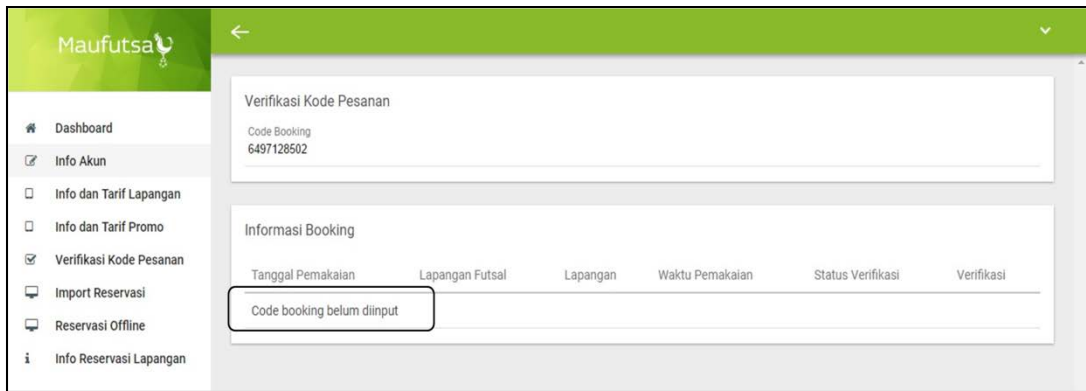 Maufutsal
Dashboard
Info Akun
Info dan Tarif Lapangan
Info dan Tarif Promo
Verifikasi Kode Pesanan
Import Reservasi
Reservasi Offline
Info Reservasi Lapangan
Verifikasi Kode Pesanan
Code Booking
6497128502
Informasi Booking
Tanggal Pemakaian Lapangan Futsal Lapangan Waktu Pemakaian Status Verifikasi Verifikasi
Code booking belum diinput